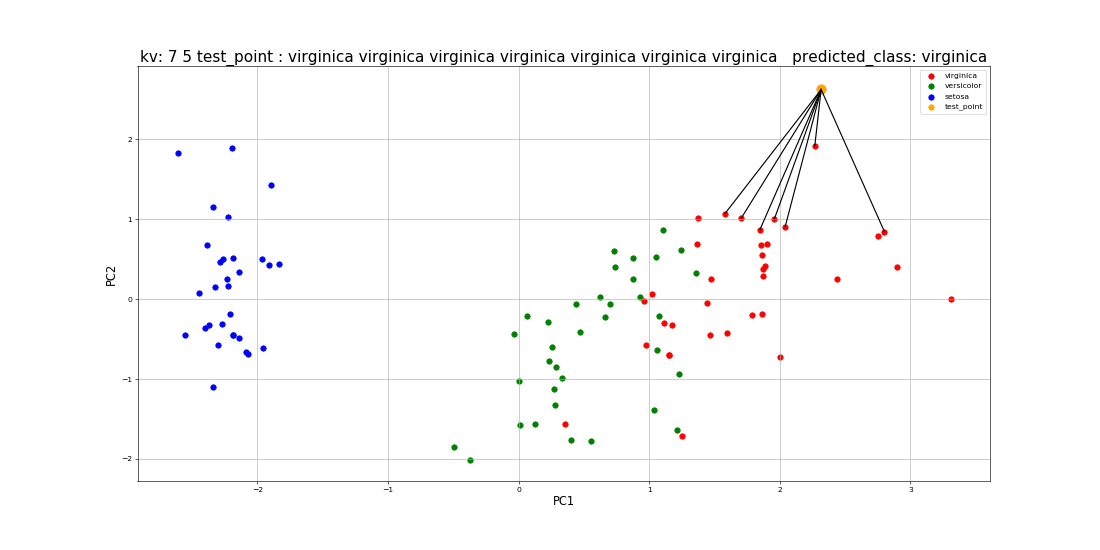 kv: 7 5 test_point : virginica virginica virginica virginica virginica virginica virginica   predicted_class: virginica
virginica
versicolor
setosa
test_point
PC2
2
1
0
−1
−2
−2
−1
0
1
2
3
PC1